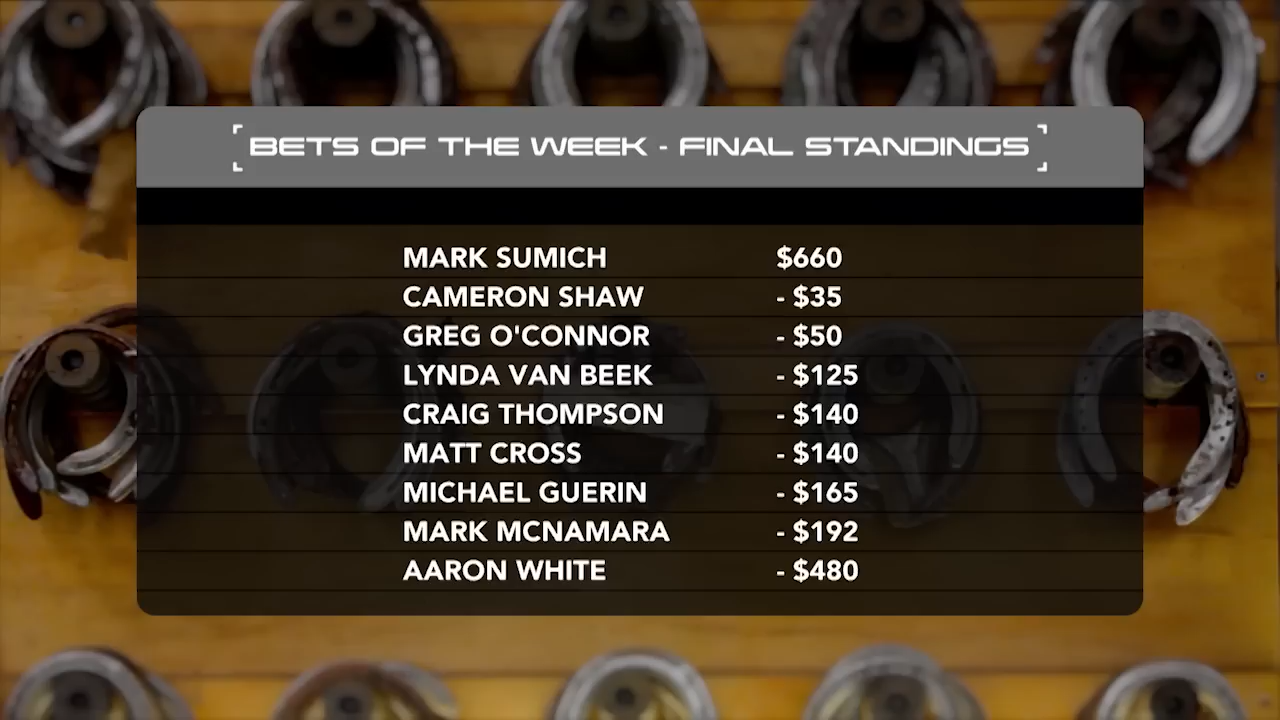 BETS OF THE WEEK - FINAL STANDINGS
MARK SUMICH $660
CAMERON SHAW - $35
GREG O'CONNOR - $50
LYNDA VAN BEEK - $125
CRAIG THOMPSON - $140
MATT CROSS - $140
MICHAEL GUERIN - $165
MARK MCNAMARA - $192
AARON WHITE - $480